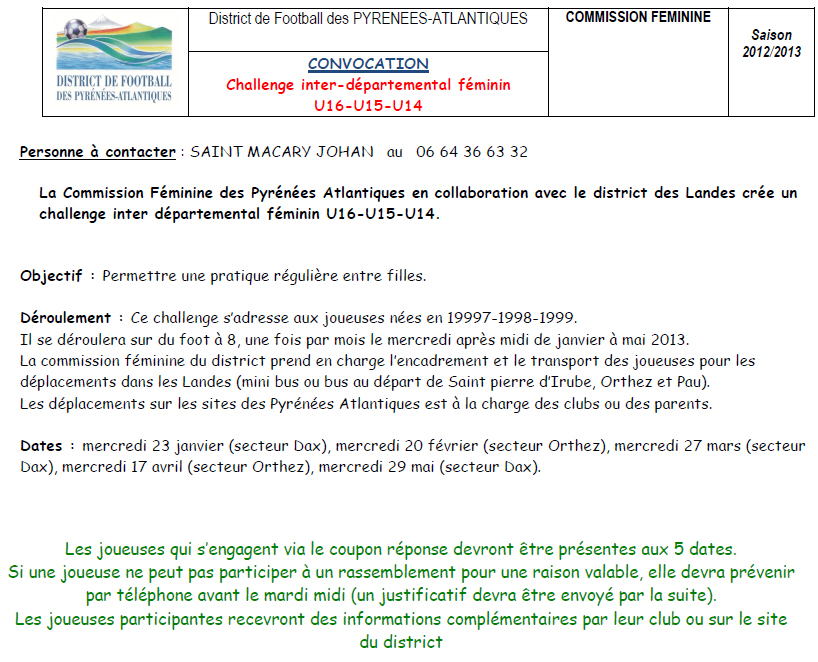 DISTRICT DE FOOTBALL
DES PYRÉNÉES-ATLANTIQUES
District de Football des PYRENEES-ATLANTIQUES
CONVOCATION
Challenge inter-départemental féminin
U16-U15-U14
COMMISSION FEMININE
Saison
2012/2013
Personne à contacter : SAINT MACARY JOHAN au 06 64 36 63 32
La Commission Féminine des Pyrénées Atlantiques en collaboration avec le district des Landes crée un
challenge inter départemental féminin U16-U15-U14.
Objectif : Permettre une pratique régulière entre filles.
Déroulement : Ce challenge s'adresse aux joueuses nées en 19997-1998-1999.
Il se déroulera sur du foot à 8, une fois par mois le mercredi après midi de janvier à mai 2013.
La commission féminine du district prend en charge l'encadrement et le transport des joueuses pour les
déplacements dans les Landes (mini bus ou bus au départ de Saint pierre d'Irube, Orthez et Pau).
Les déplacements sur les sites des Pyrénées Atlantiques est à la charge des clubs ou des parents.
Dates : mercredi 23 janvier (secteur Dax), mercredi 20 février (secteur Orthez), mercredi 27 mars (secteur
Dax), mercredi 17 avril (secteur Orthez), mercredi 29 mai (secteur Dax).
Les joueuses qui s'engagent via le coupon réponse devront être présentes aux 5 dates.
Si une joueuse ne peut pas participer à un rassemblement pour une raison valable, elle devra prévenir
par téléphone avant le mardi midi (un justificatif devra être envoyé par la suite).
Les joueuses participantes recevront des informations complémentaires par leur club ou sur le site
du district